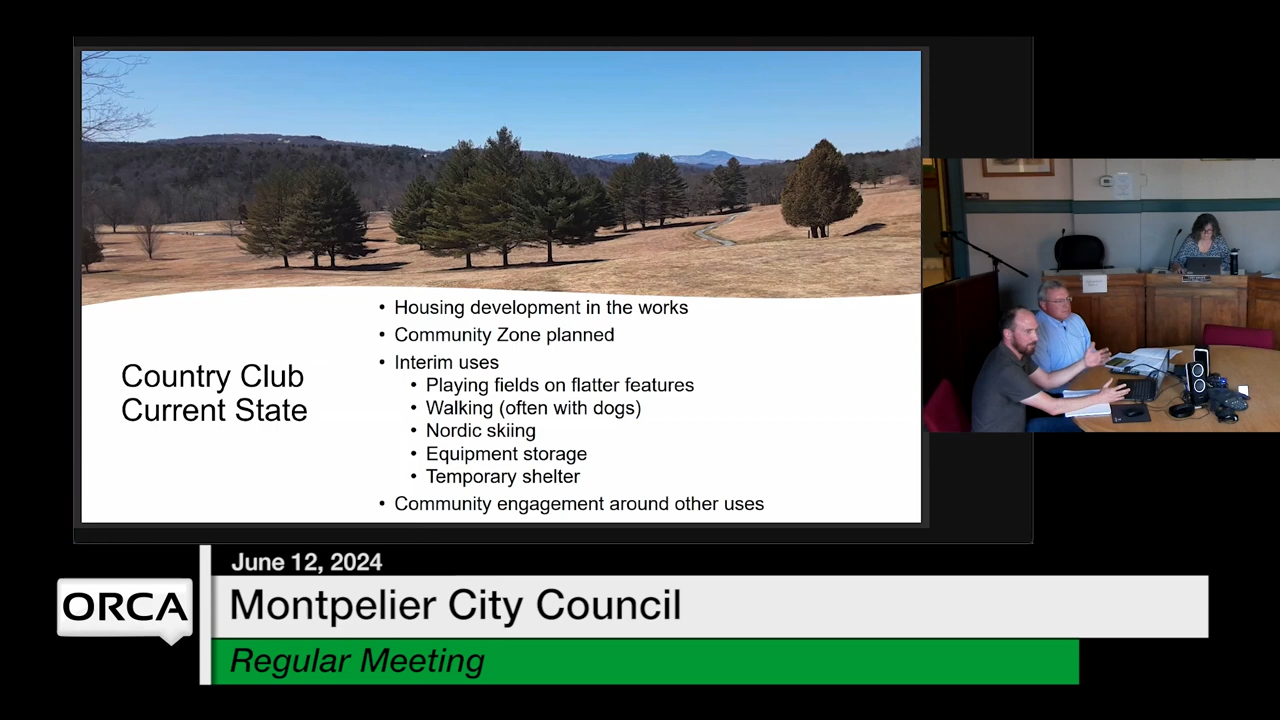 Country Club
Current State
• Housing development in the works
• Community Zone planned
• Interim uses
• Playing fields on flatter features
• Walking (often with dogs)
• Nordic skiing
• Equipment storage
• Temporary shelter
• Community engagement around other uses
June 12, 2024
ORCA
Montpelier City Council
Regular Meeting